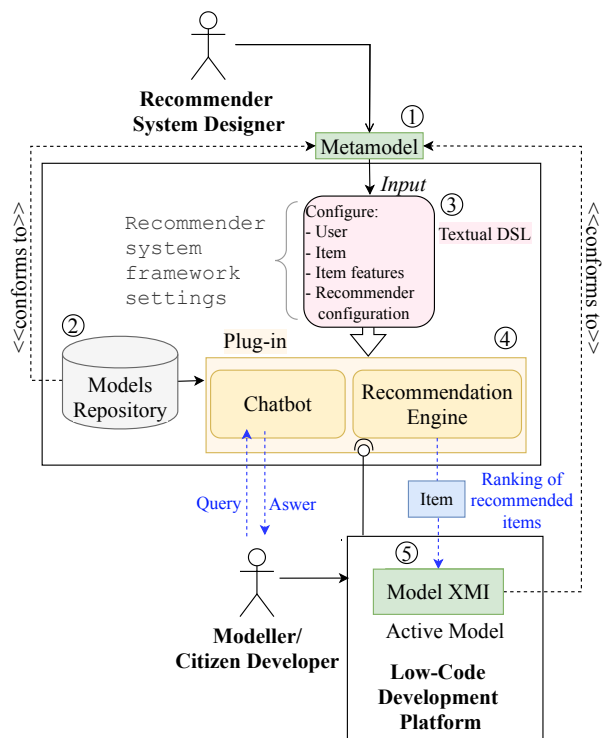 Recommender
System Designer
①
Metamodel
Input
<<conforms to>>
<<conforms to>>
Recommender
system
framework
settings
Configure:
- User
- Item
- Item features
- Recommender
configuration
③
Textual DSL
②
Models
Repository
Plug-in
④
Chatbot
Recommendation
Engine
Query
Aswer
Item
Ranking of
recommended
items
Modeller/
Citizen Developer
⑤
Model XMI
Active Model
Low-Code
Development
Platform